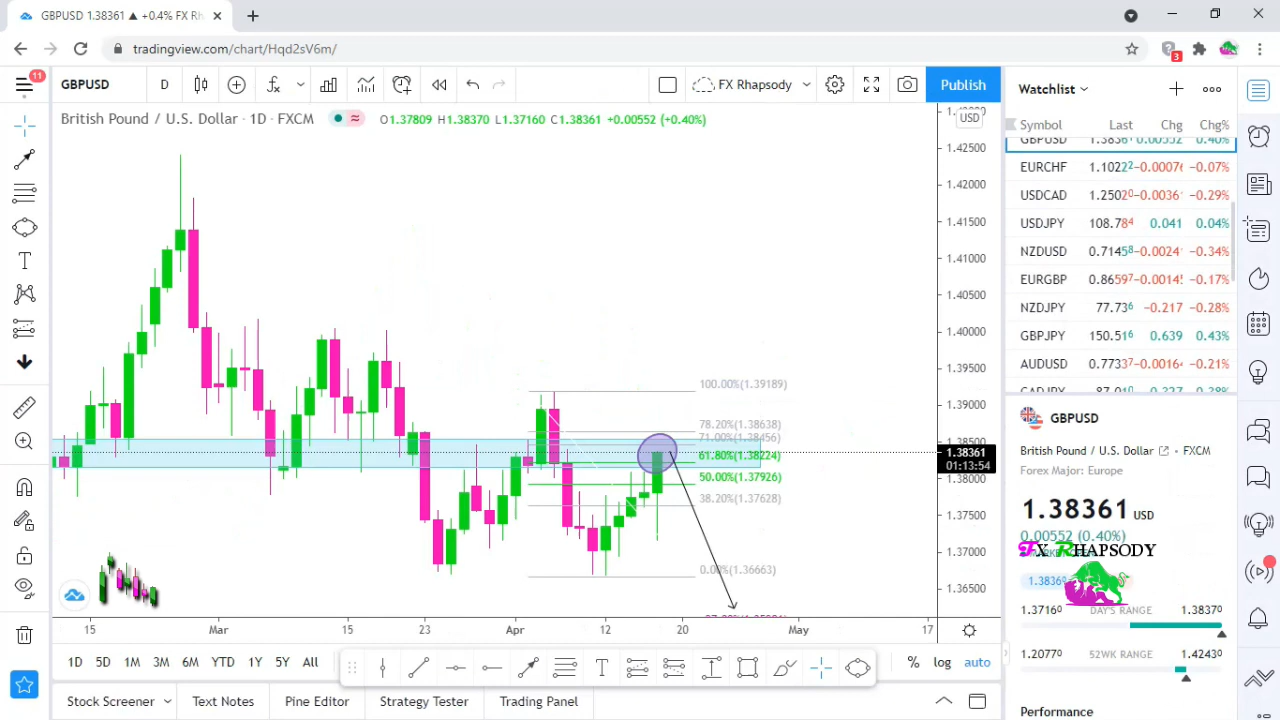 GBPUSD 1.38361 ▲ +0.4% FX R
tradingview.com/chart/Hqd2sV6m/
3
11
GBPUSD D FX Rhapsody Publish
British Pound / U.S. Dollar · 1D · FXCM O1.37809 H1.38370 L1.37160 C1.38361 +0.00552 (+0.40%)
USD
1.42500
1.42000
1.41500
1.41000
1.40500
1.40000
1.39500
1.39000
1.38500
1.38361
01:13:54
1.38000
1.37500
1.37000
1.36500
100.00%(1.39189)
78.20%(1.38638)
71.00%(1.38456)
61.80%(1.38224)
50.00%(1.37926)
38.20%(1.37628)
0.00%(1.36663)
15 Mar 15 23 Apr 12 20 May 17
1D 5D 1M 3M 6M YTD 1Y 5Y All % log auto
Stock Screener Text Notes Pine Editor Strategy Tester Trading Panel
Watchlist
Symbol Last Chg Chg%
GBPUSD 1.38361 0.00552 0.40%
EURCHF 1.10222 -0.0007 -0.07%
USDCAD 1.25020 -0.0036 -0.29%
USDJPY 108.784 0.041 0.04%
NZDUSD 0.71458 -0.0024 -0.34%
EURGBP 0.86597 -0.0014 -0.17%
NZDJPY 77.736 -0.217 -0.28%
GBPJPY 150.516 0.639 0.43%
AUDUSD 0.77337 -0.0016 -0.21%
GBPUSD
British Pound / U.S. Dollar · FXCM
Forex Major: Europe
1.38361 USD
0.00552 (0.40%)
FX RHAPSODY
1.37160 DAY'S RANGE 1.38370
1.20770 52WK RANGE 1.42430
Performance